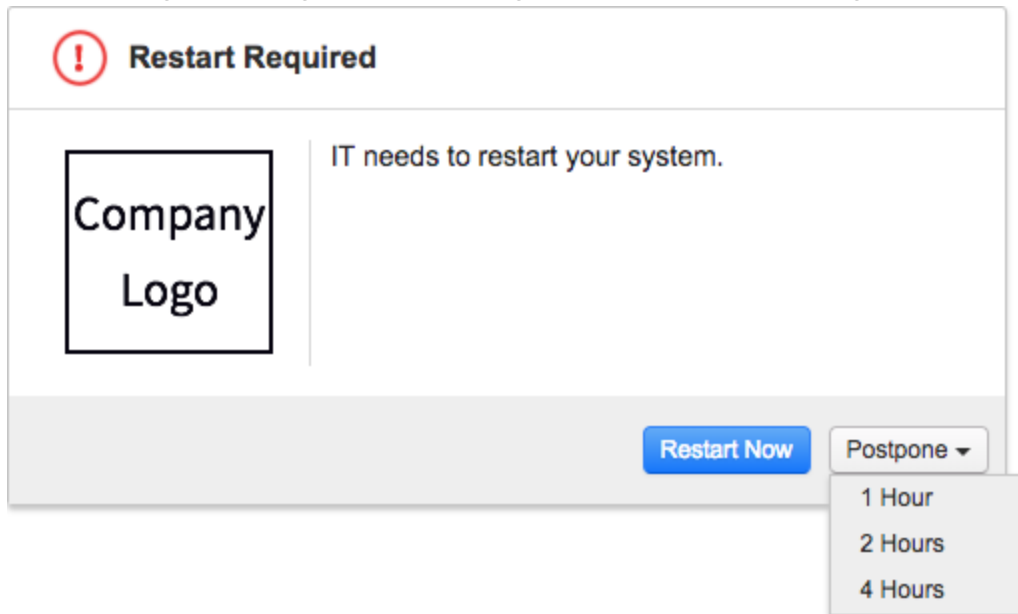 Restart Required
IT needs to restart your system.
Company
Logo
Restart Now
Postpone
1 Hour
2 Hours
4 Hours